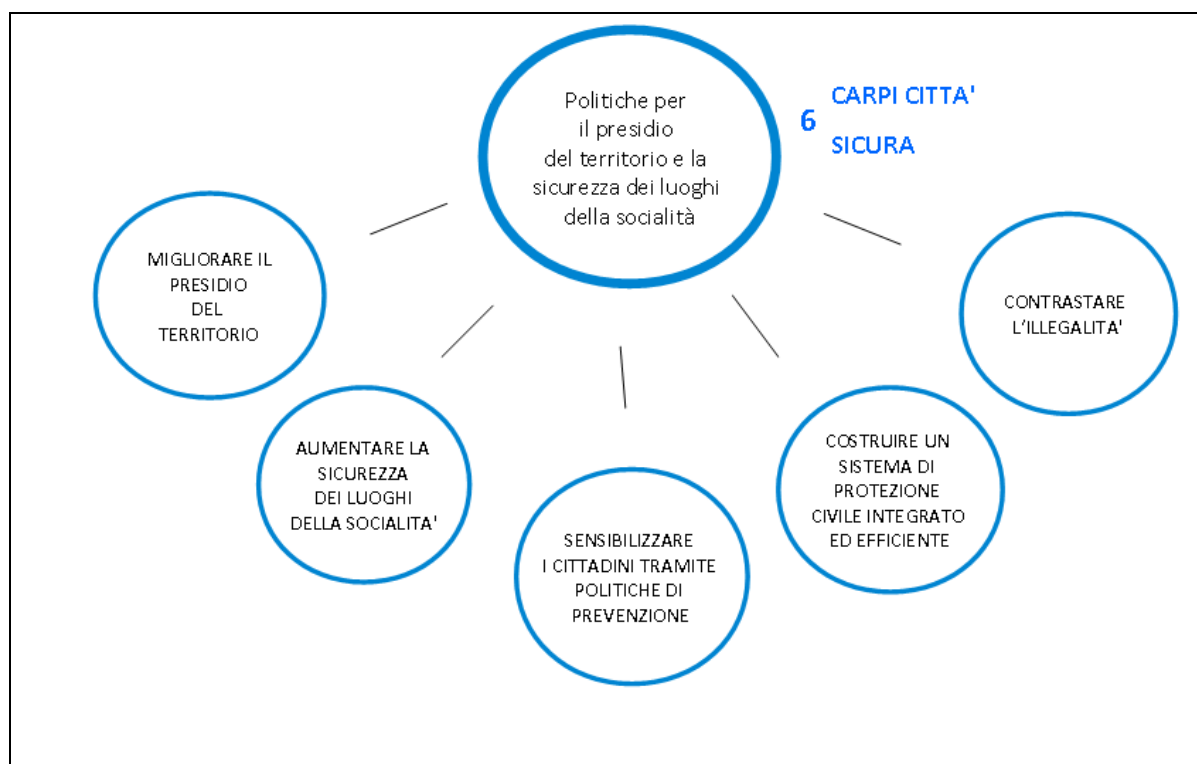 Politiche per
il presidio
del territorio e la
sicurezza dei luoghi
della socialità
6
CARPI CITTA'
SICURA
MIGLIORARE IL
PRESIDIO
DEL
TERRITORIO
AUMENTARE LA
SICUREZZA
DEI LUOGHI
DELLA SOCIALITA'
SENSIBILIZZARE
I CITTADINI TRAMITE
POLITICHE DI
PREVENZIONE
COSTRUIRE UN
SISTEMA DI
PROTEZIONE
CIVILE INTEGRATO
ED EFFICIENTE
CONTRASTARE
L’ILLEGALITA'